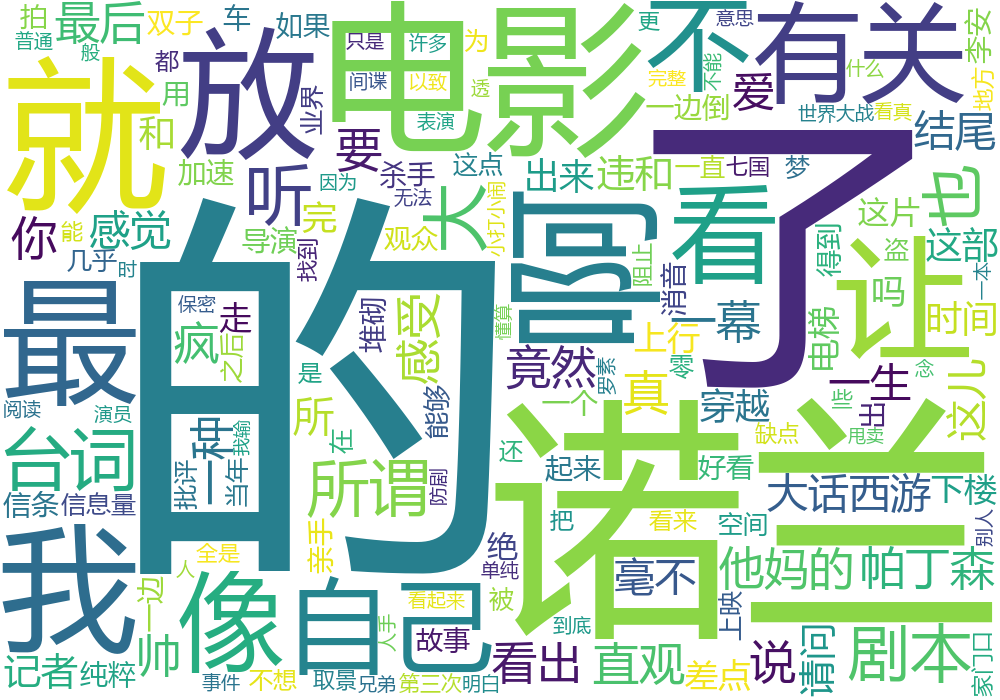 拍
最后
双子
车
如果
只是
许多
为
更
意思
李安
普通
般
都
就
放
电影
不
有关
间谍
以致
透
完整
不能
什么
地方
用
业界
表演
一边倒
爱
世界大战
看真
和
要
结尾
加速
听
杀手
这点
出来
违和
一直
七国
梦
因为
无法
大
小打小闹
啊
看
了
这片
也
你
能
感觉
完
导演
观众
找到
阻止
得到
盗
这部
几乎
时
的
消音
让
吗
一本
最
保密
疯
走
之后
堆砌
感受
懂算
一幕
上行
电梯
时间
竟然
罗素
零
一生
念
是
真
穿越
这儿
阅读
演员
所
能够
一个
些
丑
台词
一种
我输
在
还
缺点
甩卖
批评
当年
所谓
防剧
起来
好看
大话西游
下楼
信条
信息量
诺兰
把
看来
空间
别人
我
全是
亲手
绝
毫不
他妈的
帕丁森
人
单纯
像
自己
看起来
被
上映
一边
帅
人手
故事
到底
记者
纯粹
看出
直观
说
请问
剧本
家门口
事件
不想
取景
兄弟
第三次
明白
差点